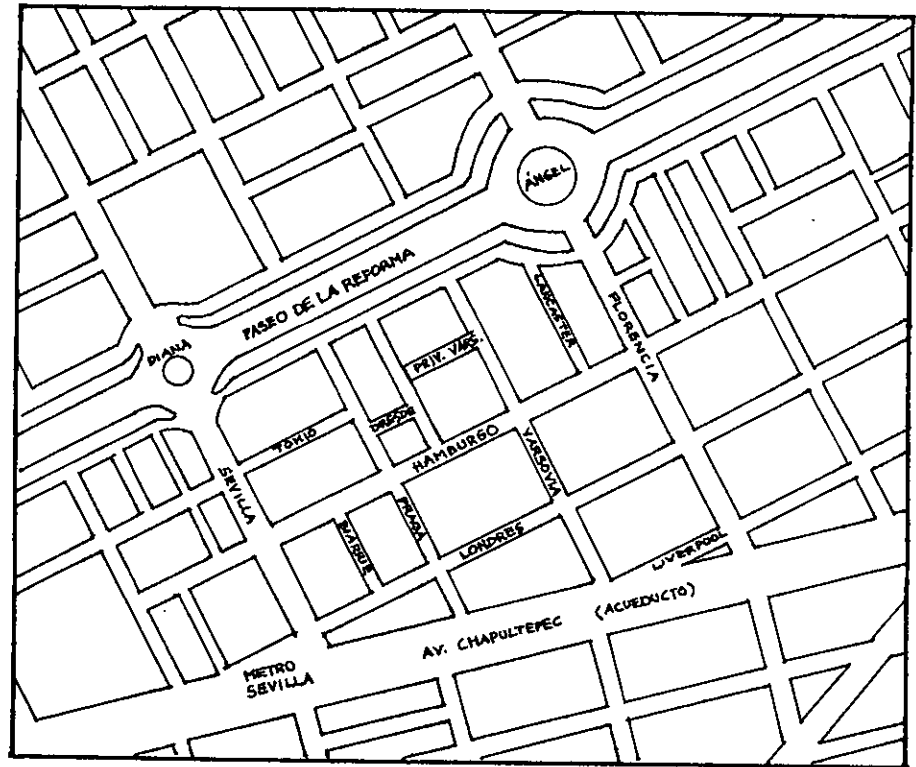 ÁNGEL
PASEO DE LA REFORMA
LANCASTER
FLORENCIA
DIANA
PRIV. VARS.
DRESDE
TOKIO
HAMBURGO
VARSOVIA
SEVILLA
PRAGA
LONDRES
LIVERPOOL
AV. CHAPULTEPEC (ACUEDUCTO)
METRO
SEVILLA